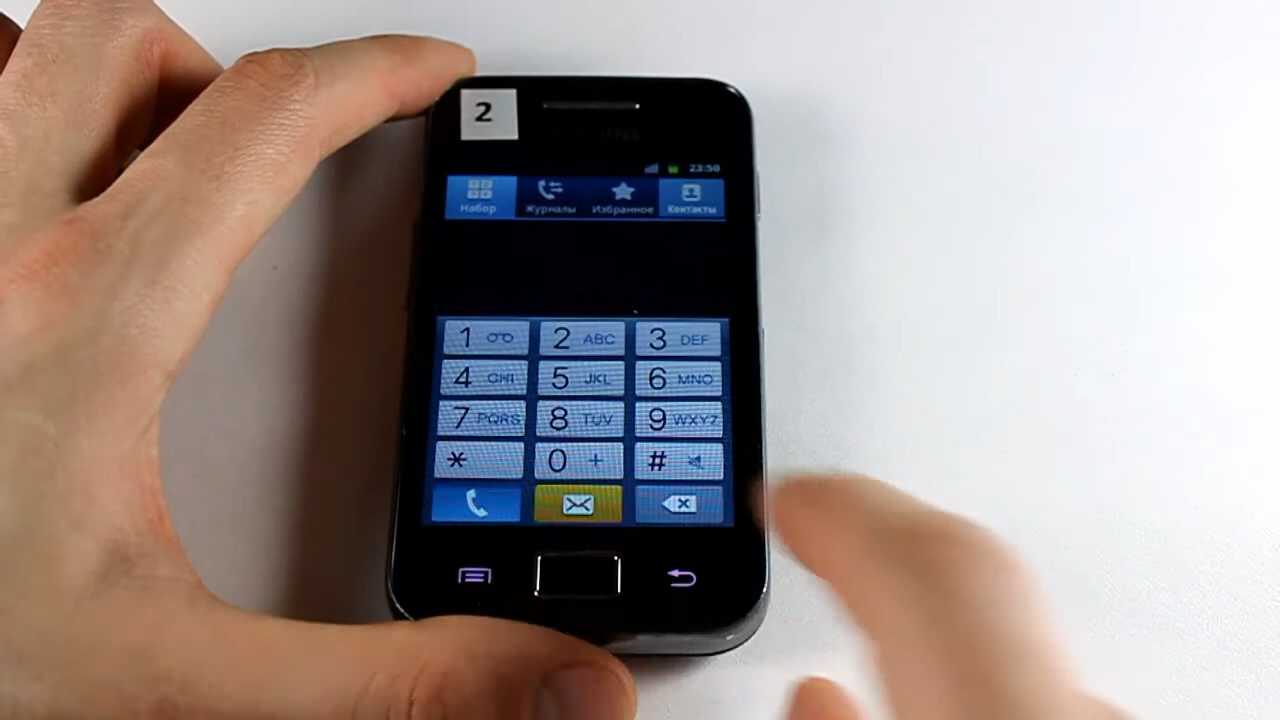 2
SAMSUNG
23:50
Набор Журналы Избранное Контакты
1 2 ABC 3 DEF
4 GHI 5 JKL 6 MNO
7 PQRS 8 TUV 9 WXYZ
* 0 + #